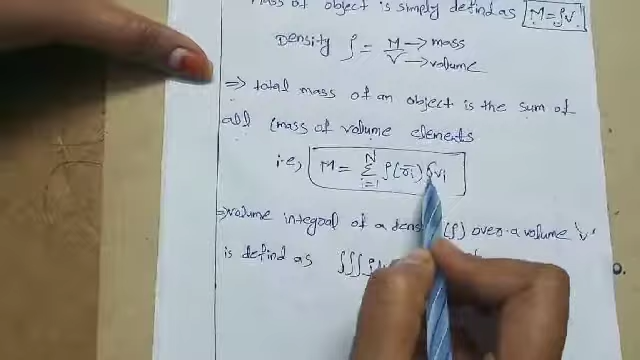 Mass of object is simply defind as M=ρv.
Density ρ = M/V → mass → volume
⇒ total mass of an object is the sum of
all (mass of volume elements
i.e, M = Σ_{i=1}^{N} ρ(r̄i) δvi
⇒ volume integral of a (ρ) over a volume 'v'
is defind as ∭ρ